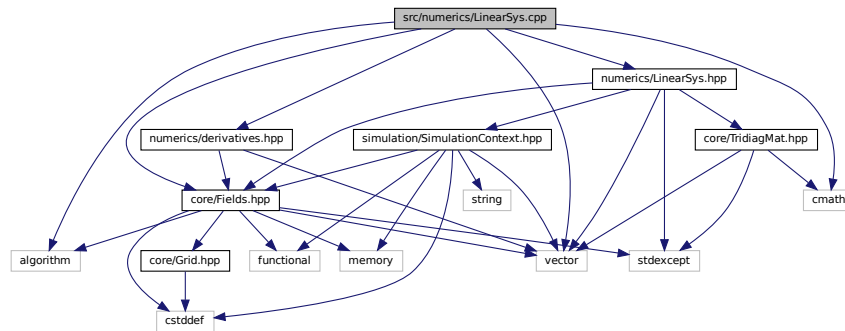 src/numerics/LinearSys.cpp
numerics/LinearSys.hpp
numerics/derivatives.hpp
simulation/SimulationContext.hpp
core/TridiagMat.hpp
core/Fields.hpp
string
cmath
algorithm
core/Grid.hpp
functional
memory
vector
stdexcept
cstddef